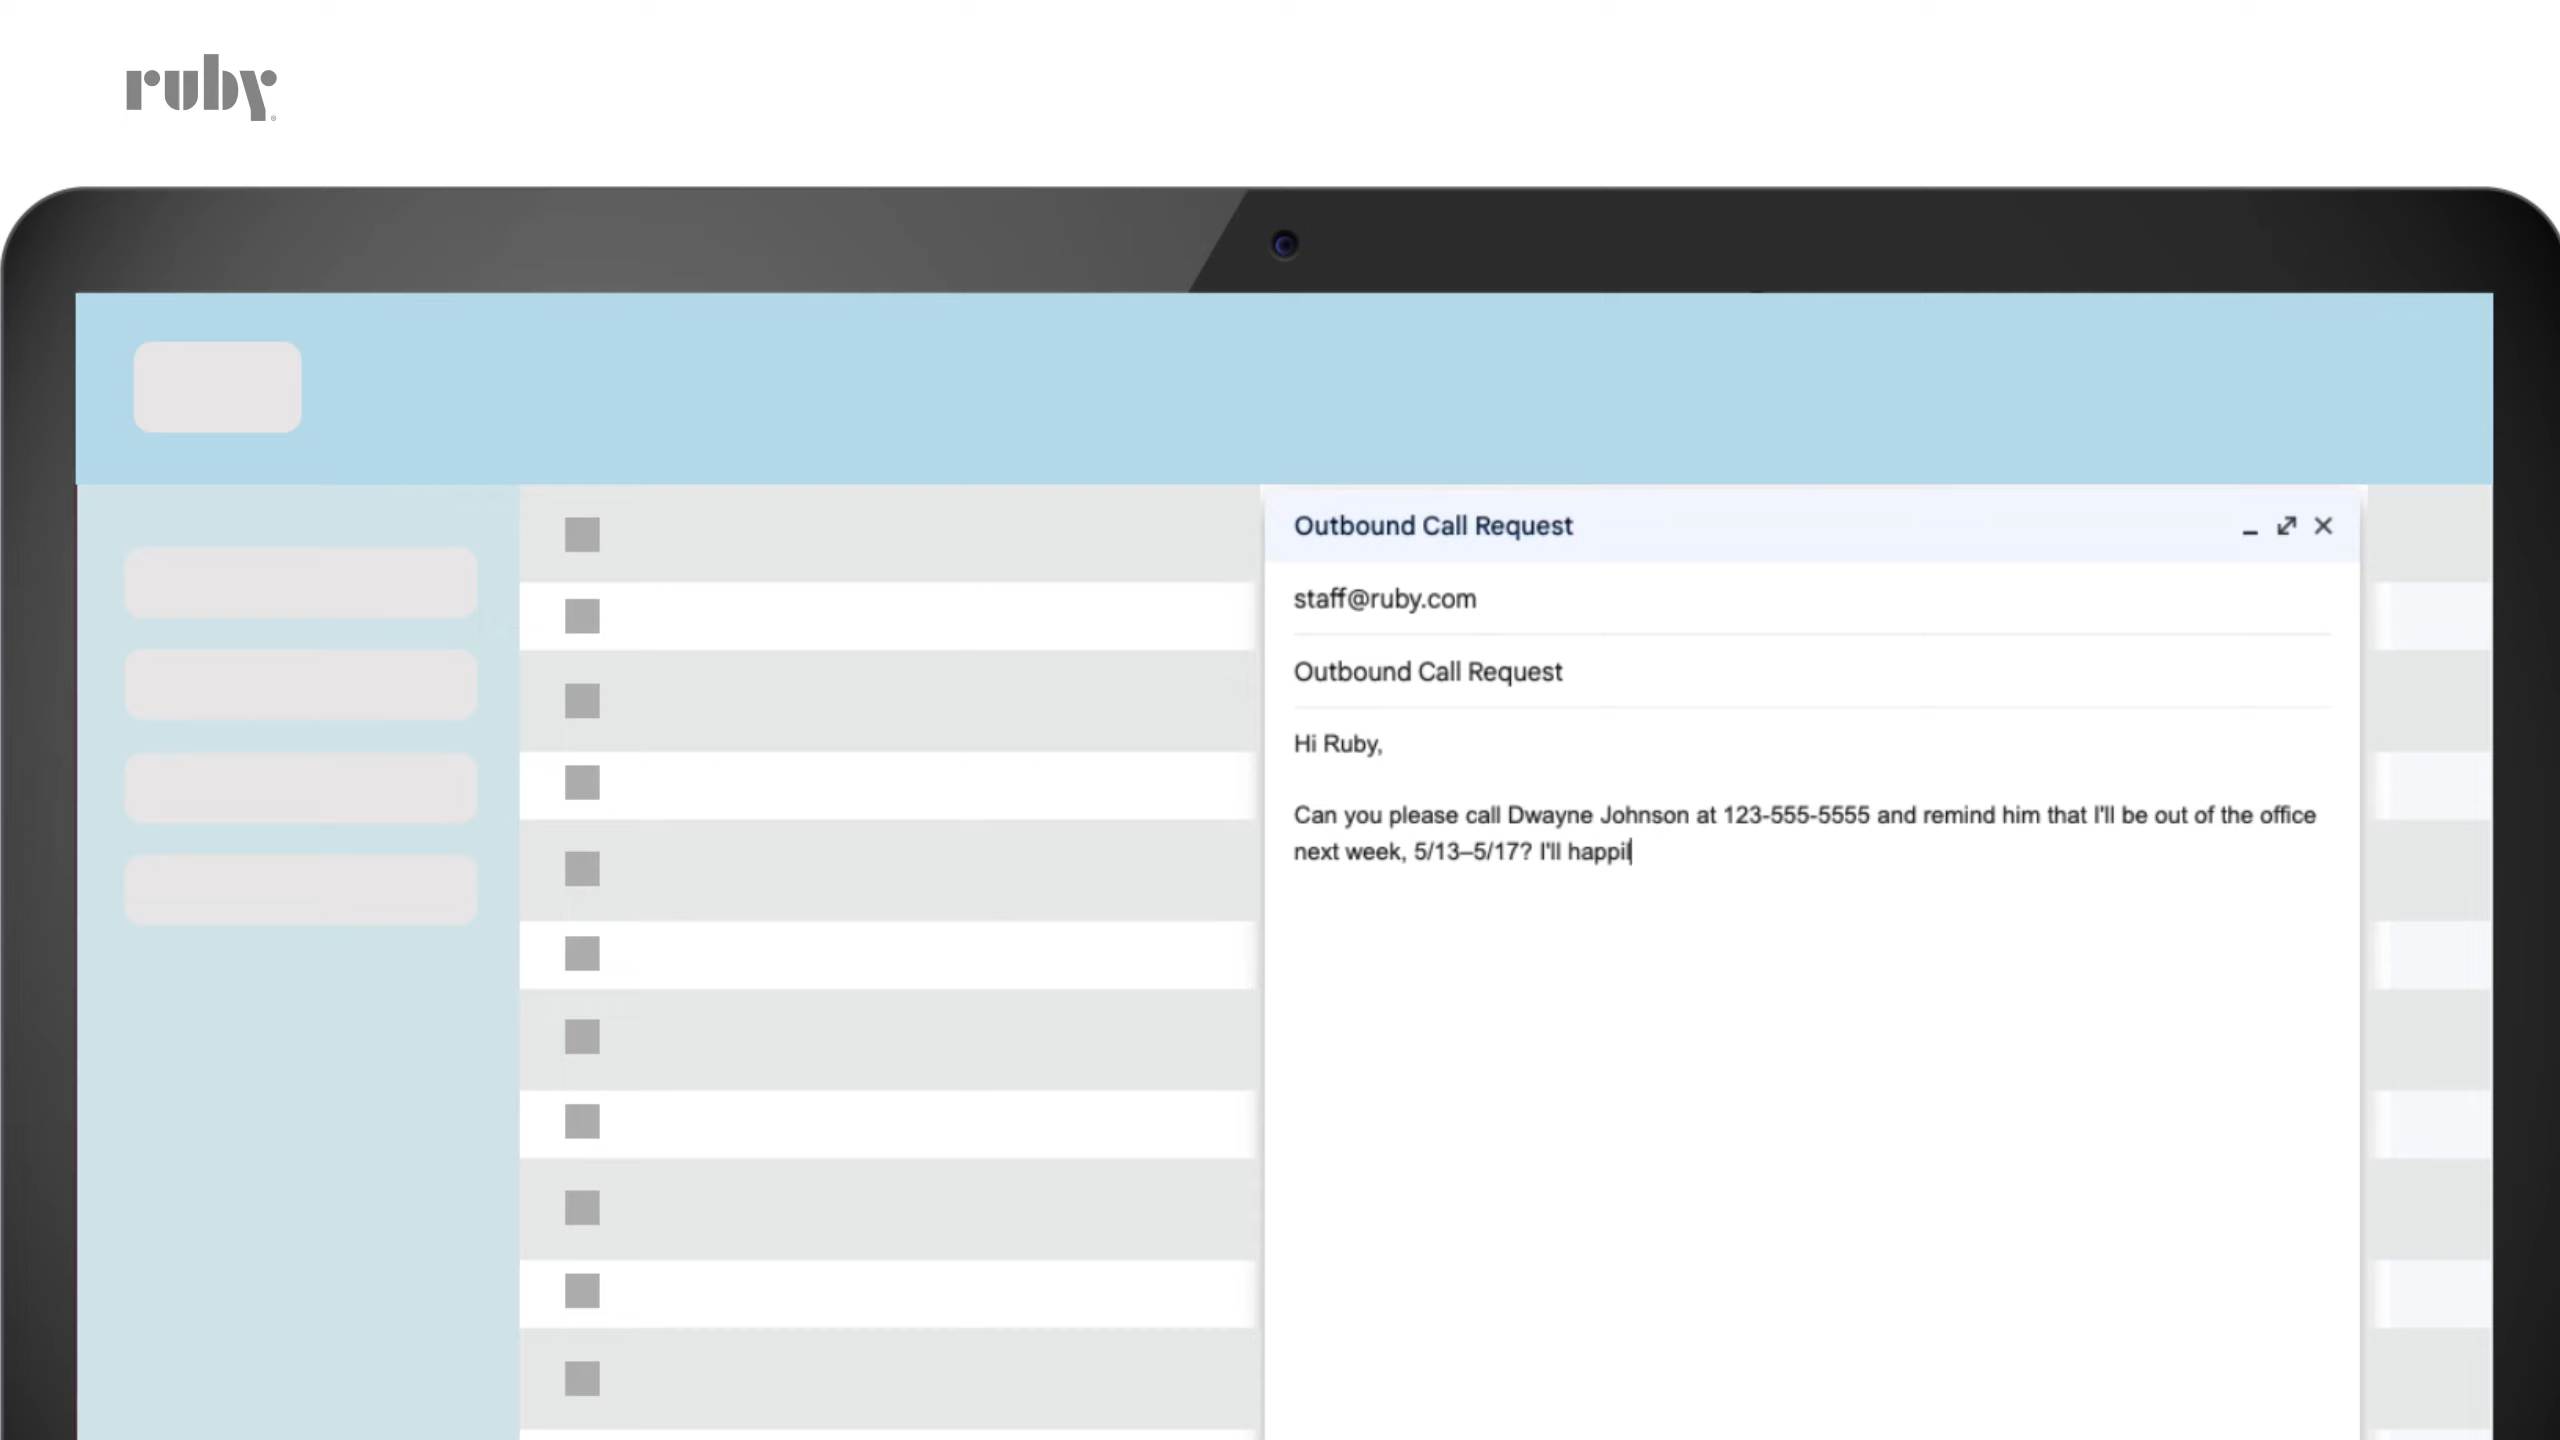 ruby
Outbound Call Request
staff@ruby.com
Outbound Call Request
Hi Ruby,
Can you please call Dwayne Johnson at 123-555-5555 and remind him that I'll be out of the office
next week, 5/13–5/17? I'll happil